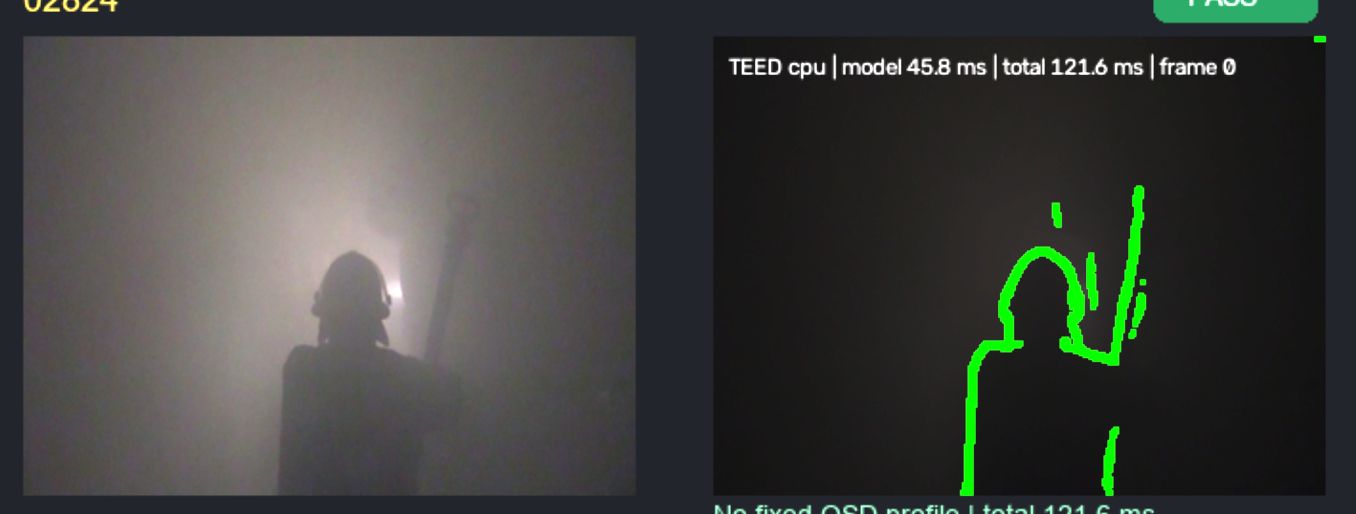 02824
PASS
TEED cpu | model 45.8 ms | total 121.6 ms | frame 0
No fixed OSD profile | total 121.6 ms